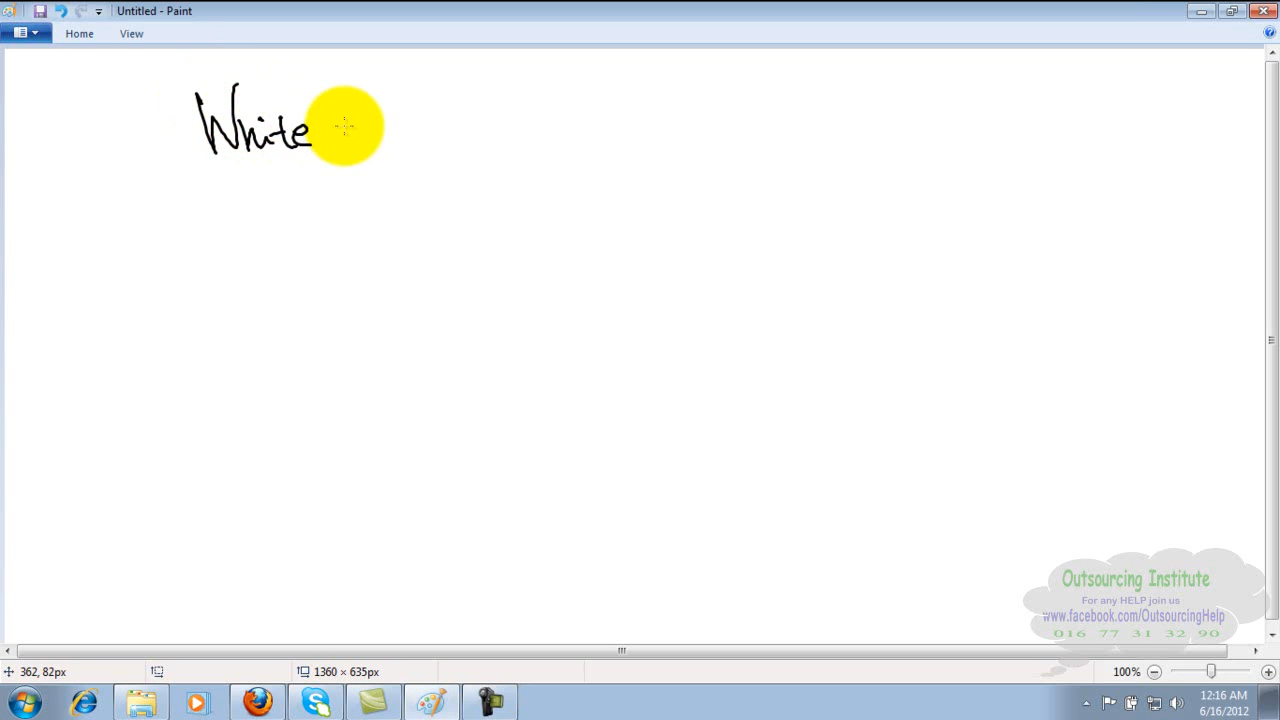 Untitled - Paint
Home View
White
Outsourcing Institute
For any HELP join us
www.facebook.com/OutsourcingHelp
016 77 31 32 90
362, 82px
1360 × 635px
100%
12:16 AM
6/16/2012